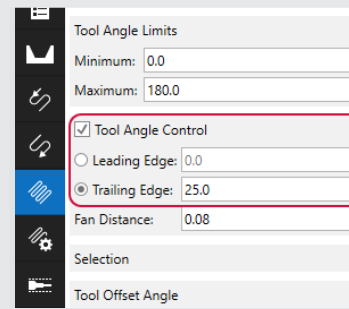 Tool Angle Limits
Minimum: 0.0
Maximum: 180.0
Tool Angle Control
Leading Edge: 0.0
Trailing Edge: 25.0
Fan Distance: 0.08
Selection
Tool Offset Angle